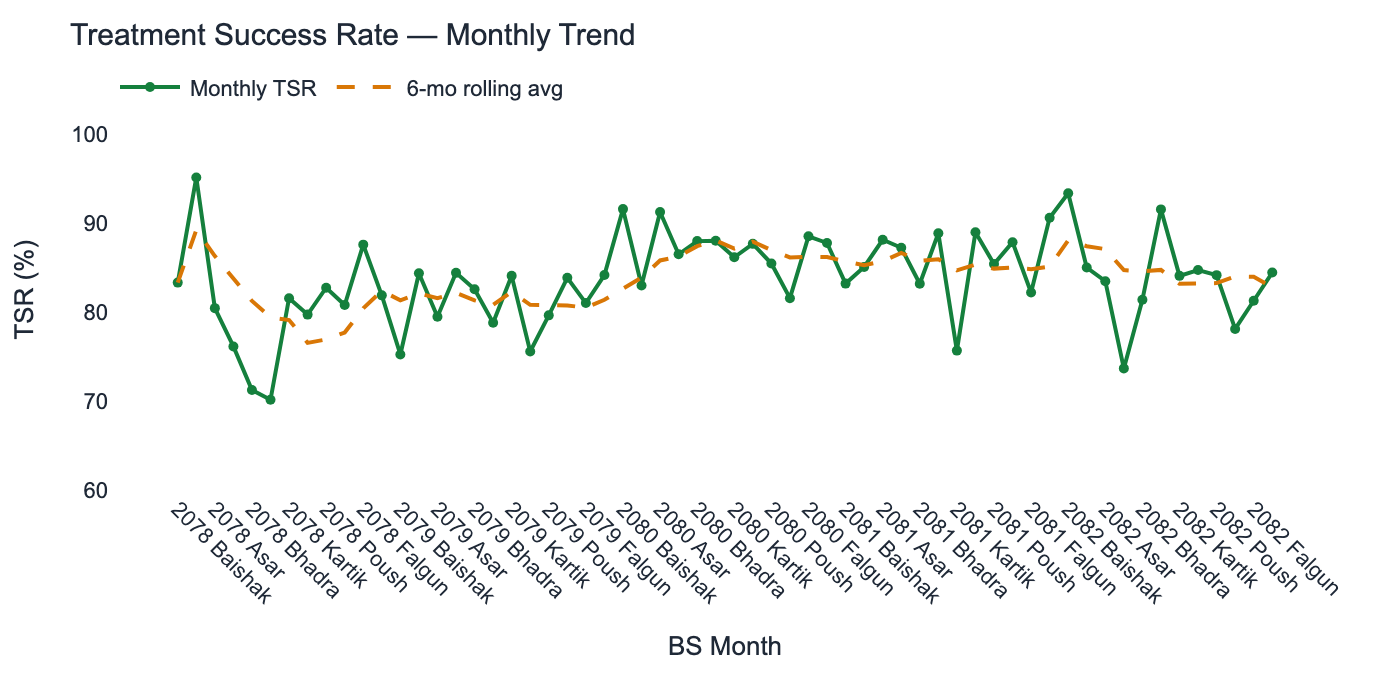 Treatment Success Rate — Monthly Trend
Monthly TSR
6-mo rolling avg
TSR (%)
100
90
80
70
60
2078 Baishak
2078 Asar
2078 Bhadra
2078 Kartik
2078 Poush
2078 Falgun
2079 Baishak
2079 Asar
2079 Bhadra
2079 Kartik
2079 Poush
2079 Falgun
2080 Baishak
2080 Asar
2080 Bhadra
2080 Kartik
2080 Poush
2080 Falgun
2081 Baishak
2081 Asar
2081 Bhadra
2081 Kartik
2081 Poush
2081 Falgun
2082 Baishak
2082 Asar
2082 Bhadra
2082 Kartik
2082 Poush
2082 Falgun
BS Month